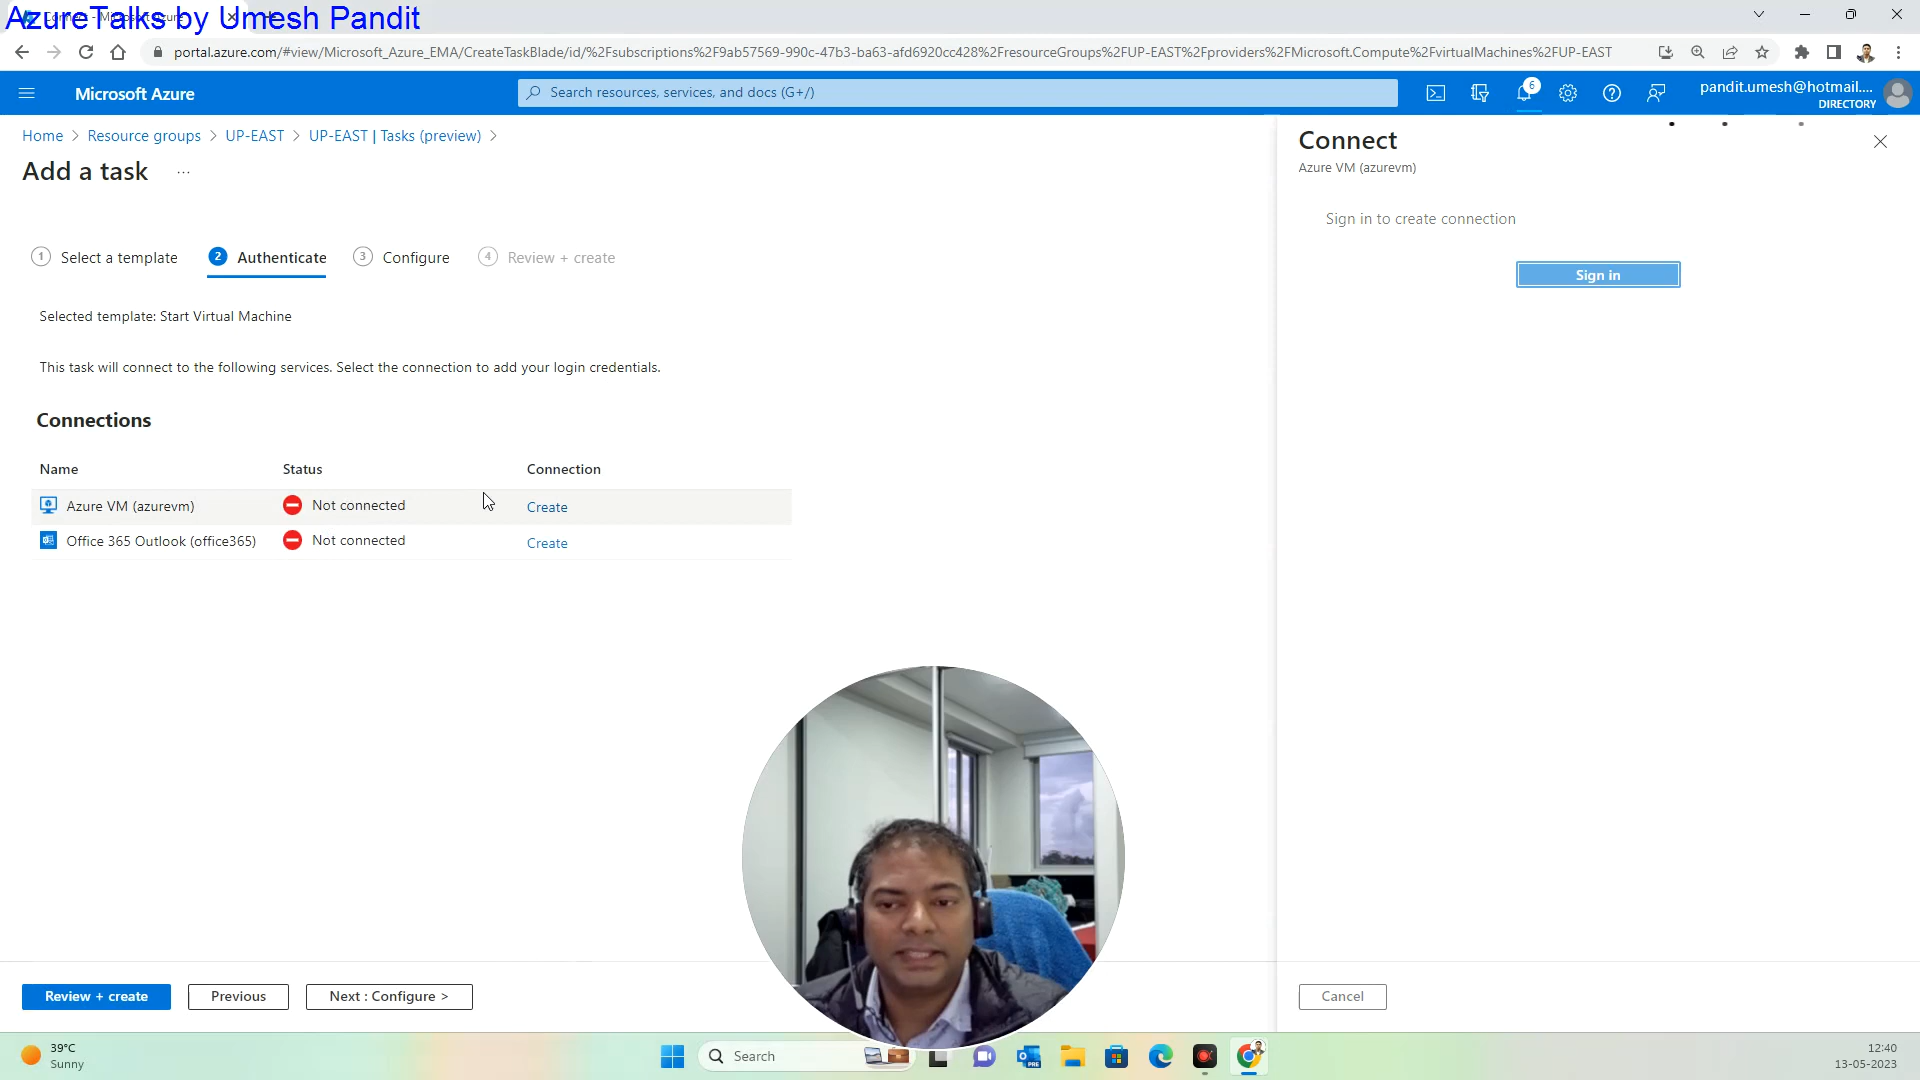 AzureTalks by Umesh Pandit
portal.azure.com/#view/Microsoft_Azure_EMA/CreateTaskBlade/id/%2Fsubscriptions%2F9ab57569-990c-47b3-ba63-afd6920cc428%2FresourceGroups%2FUP-EAST%2Fproviders%2FMicrosoft.Compute%2FvirtualMachines%2FUP-EAST
Microsoft Azure
Search resources, services, and docs (G+/)
6
pandit.umesh@hotmail....
DIRECTORY
Home > Resource groups > UP-EAST > UP-EAST | Tasks (preview) >
Add a task ...
1 Select a template
2 Authenticate
3 Configure
4 Review + create
Selected template: Start Virtual Machine
This task will connect to the following services. Select the connection to add your login credentials.
Connections
Name Status Connection
Azure VM (azurevm) Not connected Create
Office 365 Outlook (office365) Not connected Create
Review + create
Previous
Next : Configure >
Connect
Azure VM (azurevm)
Sign in to create connection
Sign in
Cancel
39°C
Sunny
Search
PRE
12:40
13-05-2023